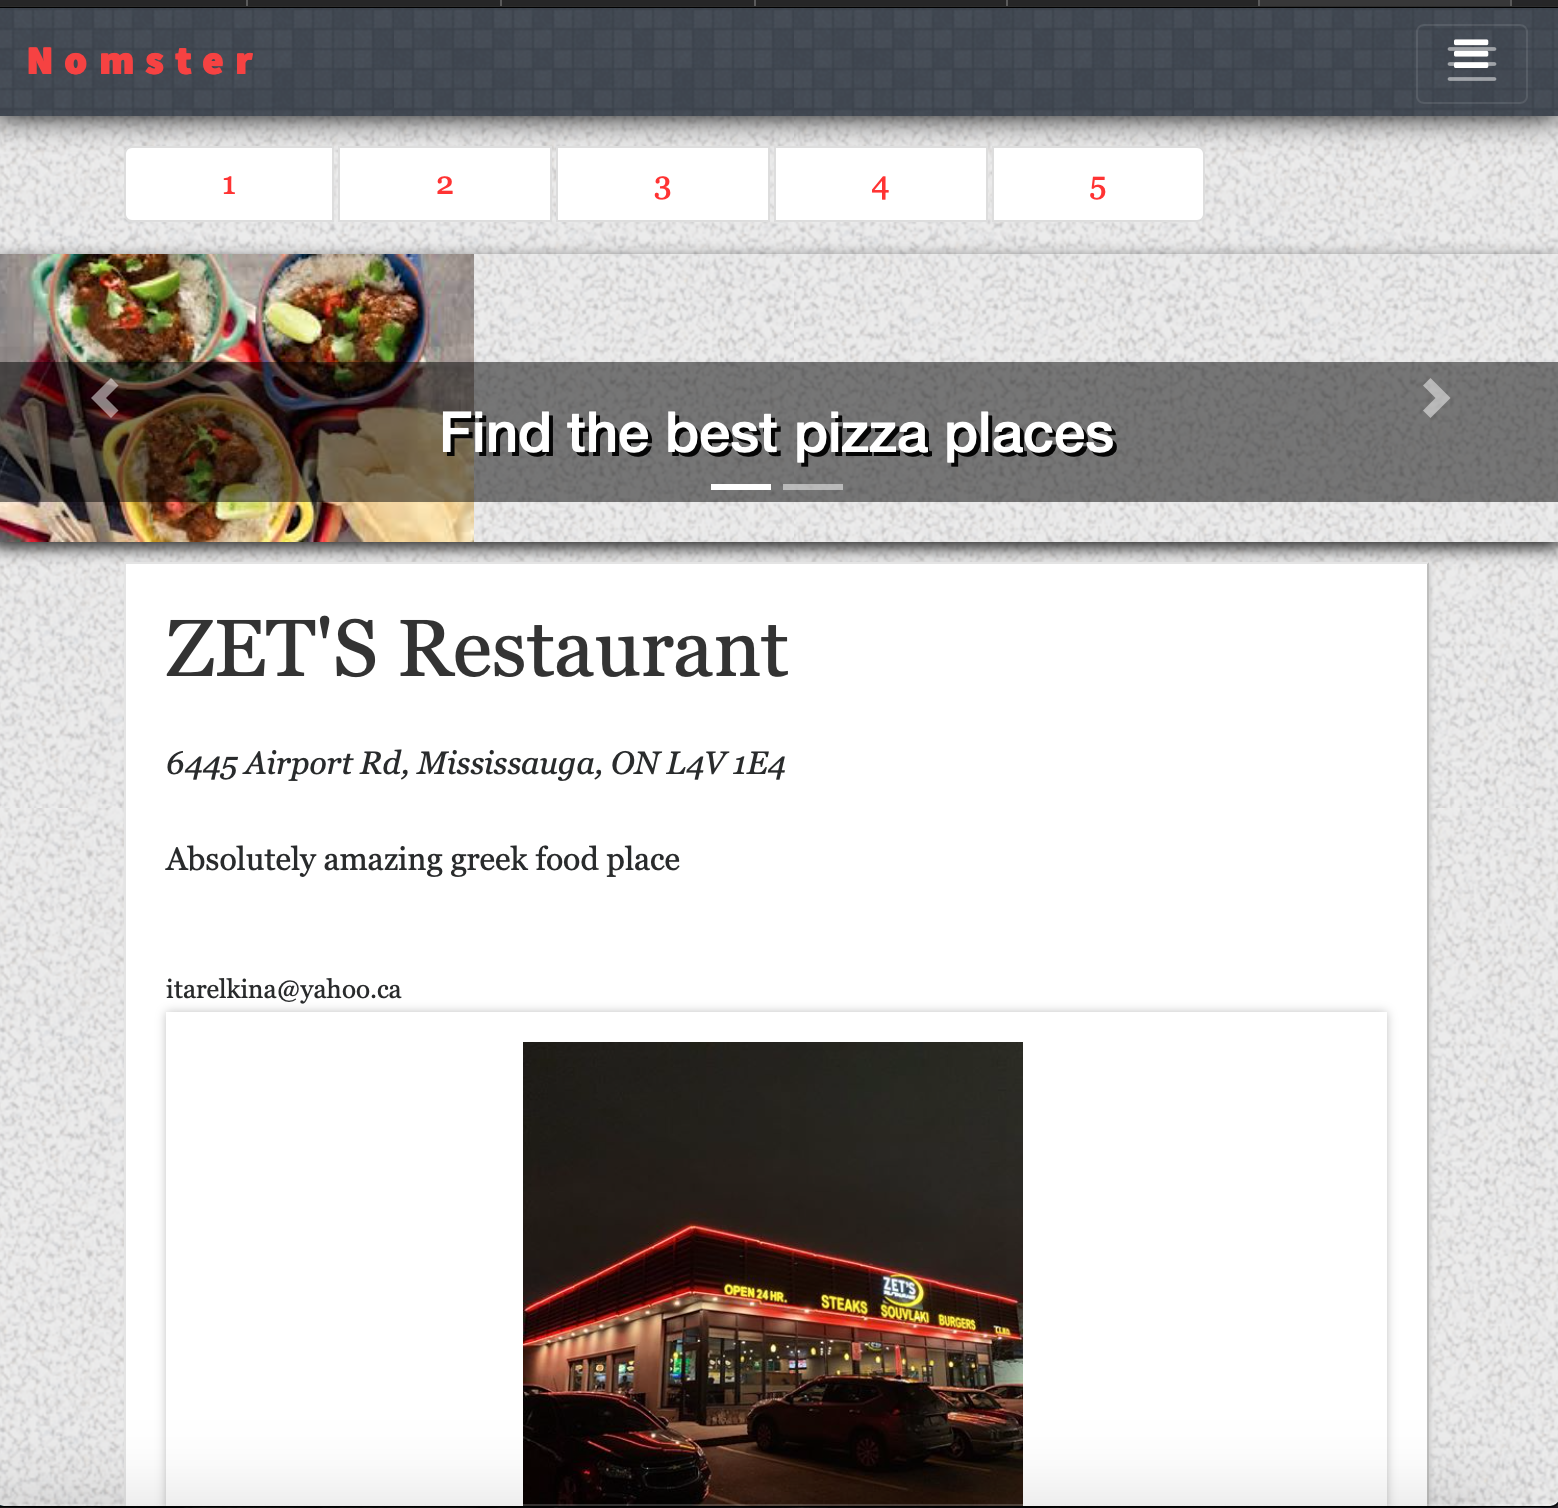 Nomster
1 2 3 4 5
Find the best pizza places
ZET'S Restaurant
6445 Airport Rd, Mississauga, ON L4V 1E4
Absolutely amazing greek food place
itarelkina@yahoo.ca
ZET'S
RESTAURANT
OPEN 24 HR. STEAKS SOUVLAKI BURGERS